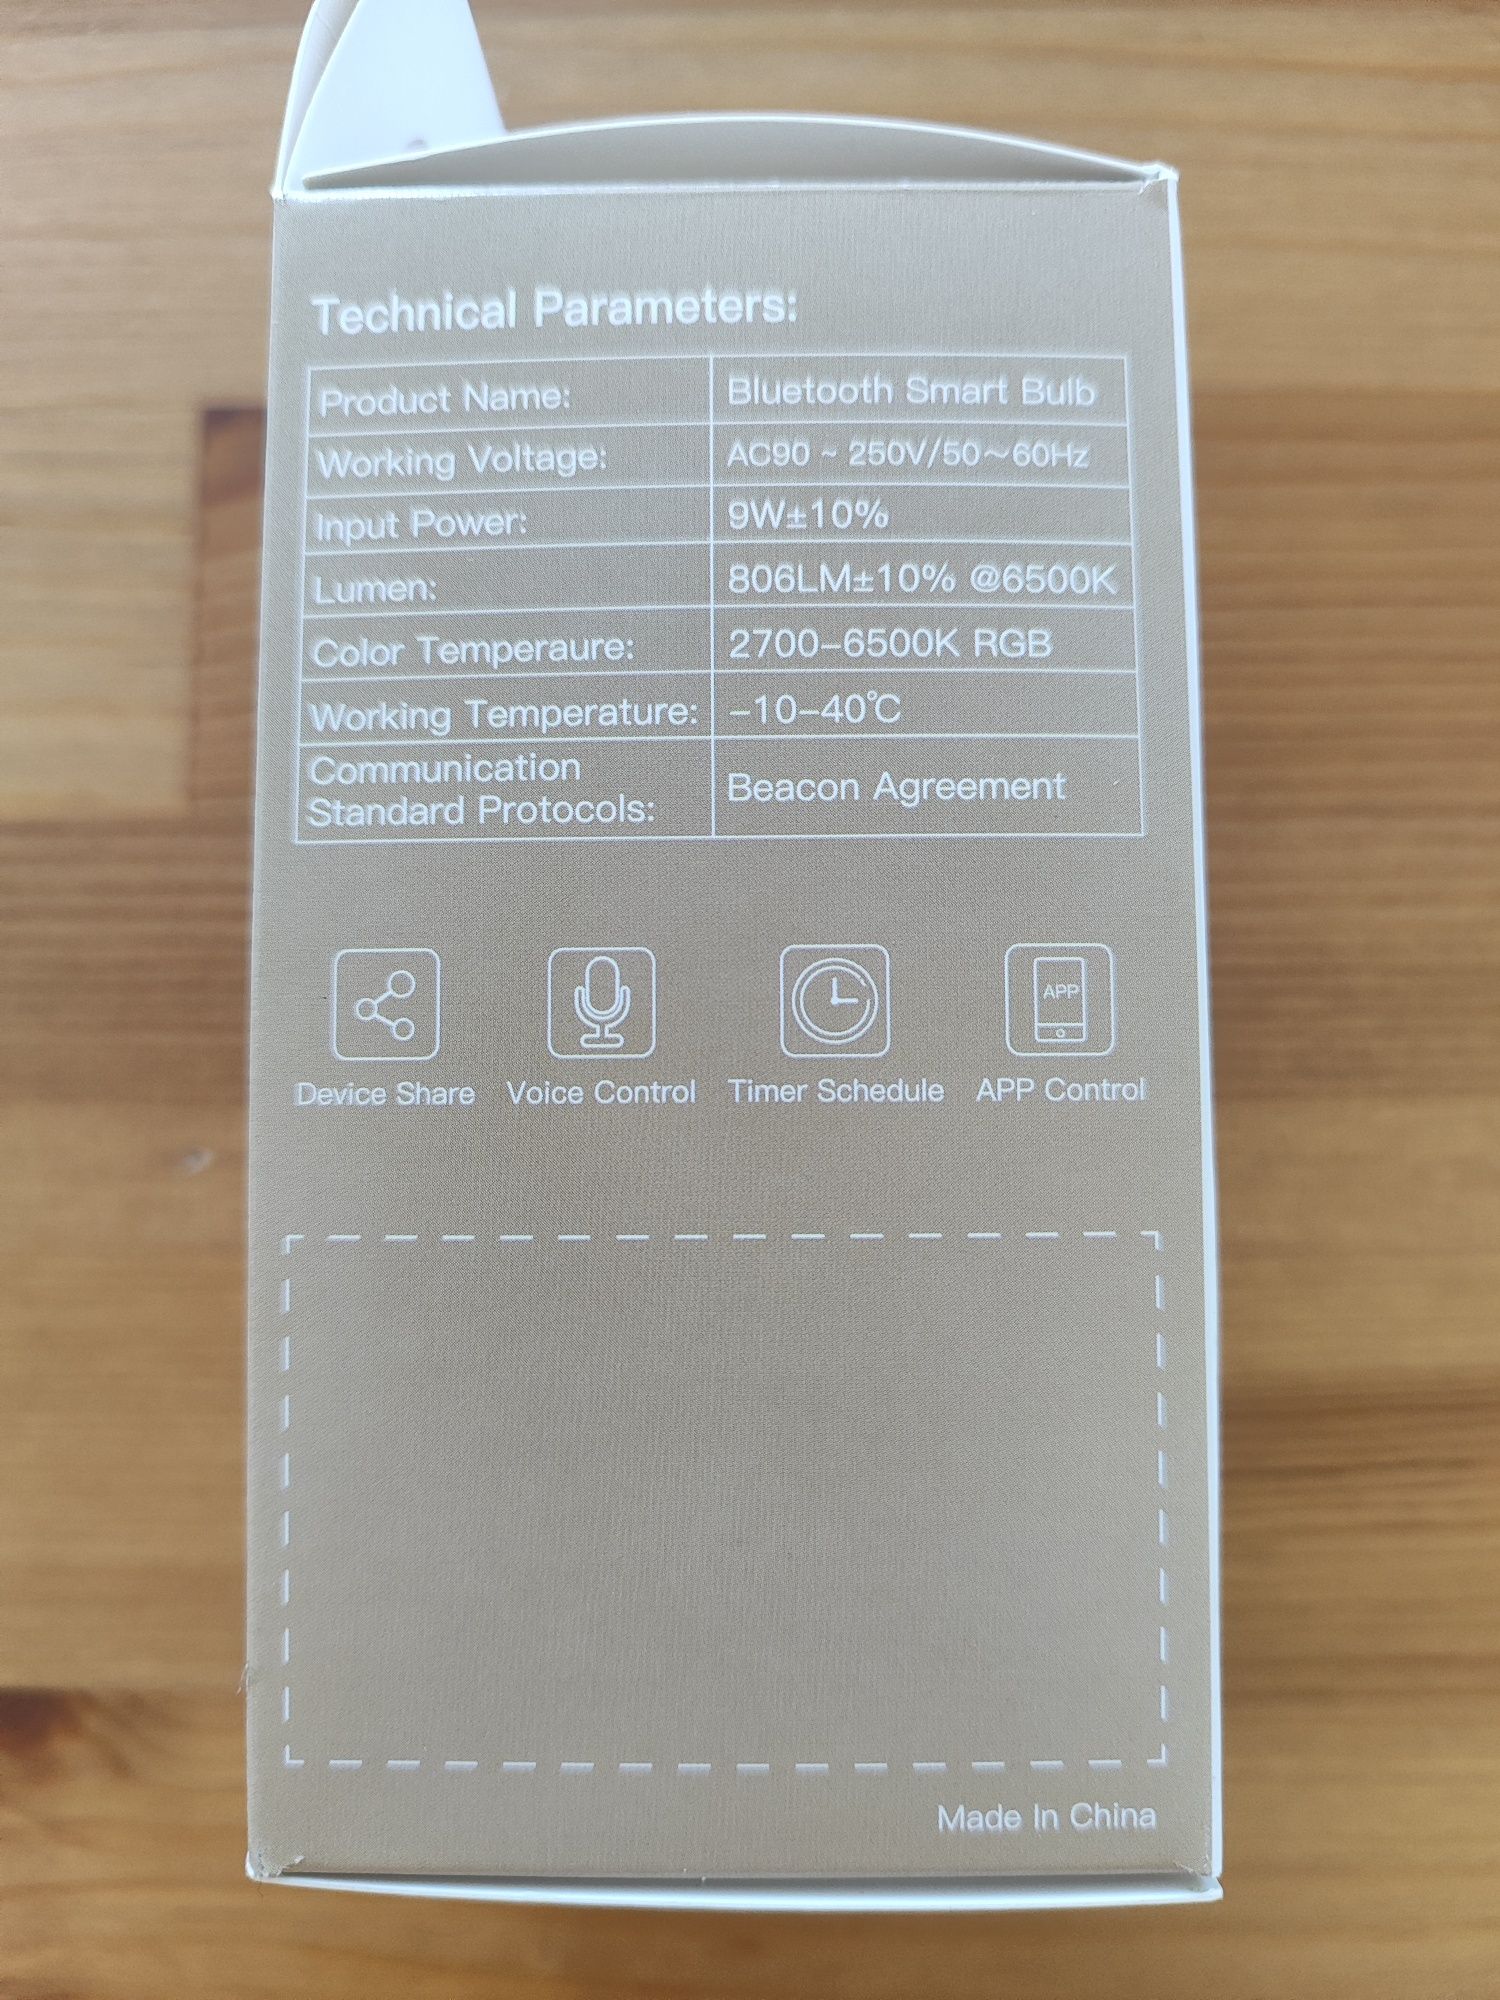 Technical Parameters:
Product Name: Bluetooth Smart Bulb
Working Voltage: AC90 ~ 250V/50～60Hz
Input Power: 9W±10%
Lumen: 806LM±10% @6500K
Color Temperaure: 2700–6500K RGB
Working Temperature: –10–40℃
Communication
Standard Protocols: Beacon Agreement
APP
Device Share Voice Control Timer Schedule APP Control
Made In China